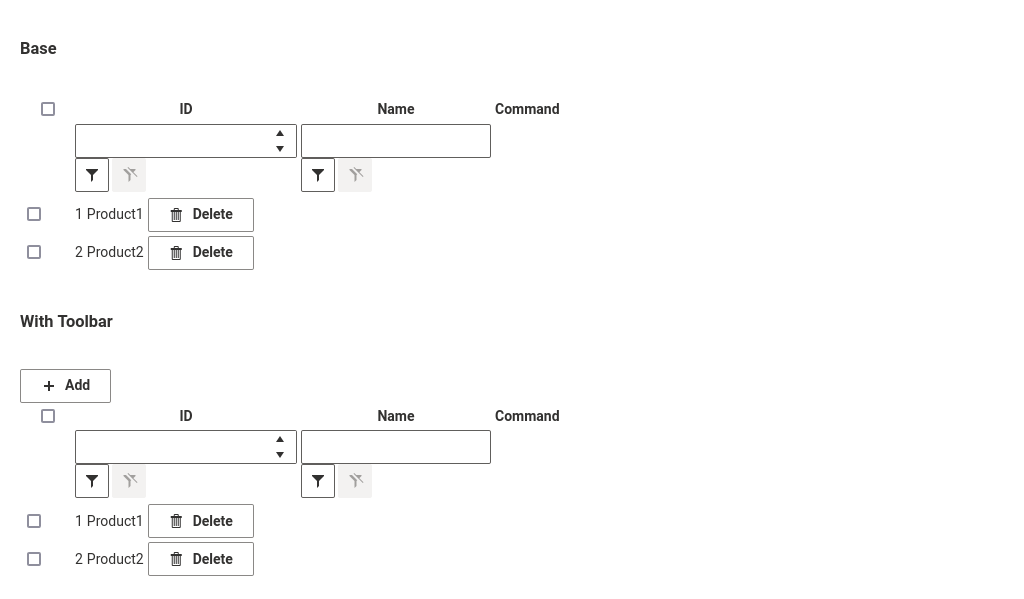 Base
ID Name Command
1 Product1 Delete
2 Product2 Delete
With Toolbar
Add
ID Name Command
1 Product1 Delete
2 Product2 Delete